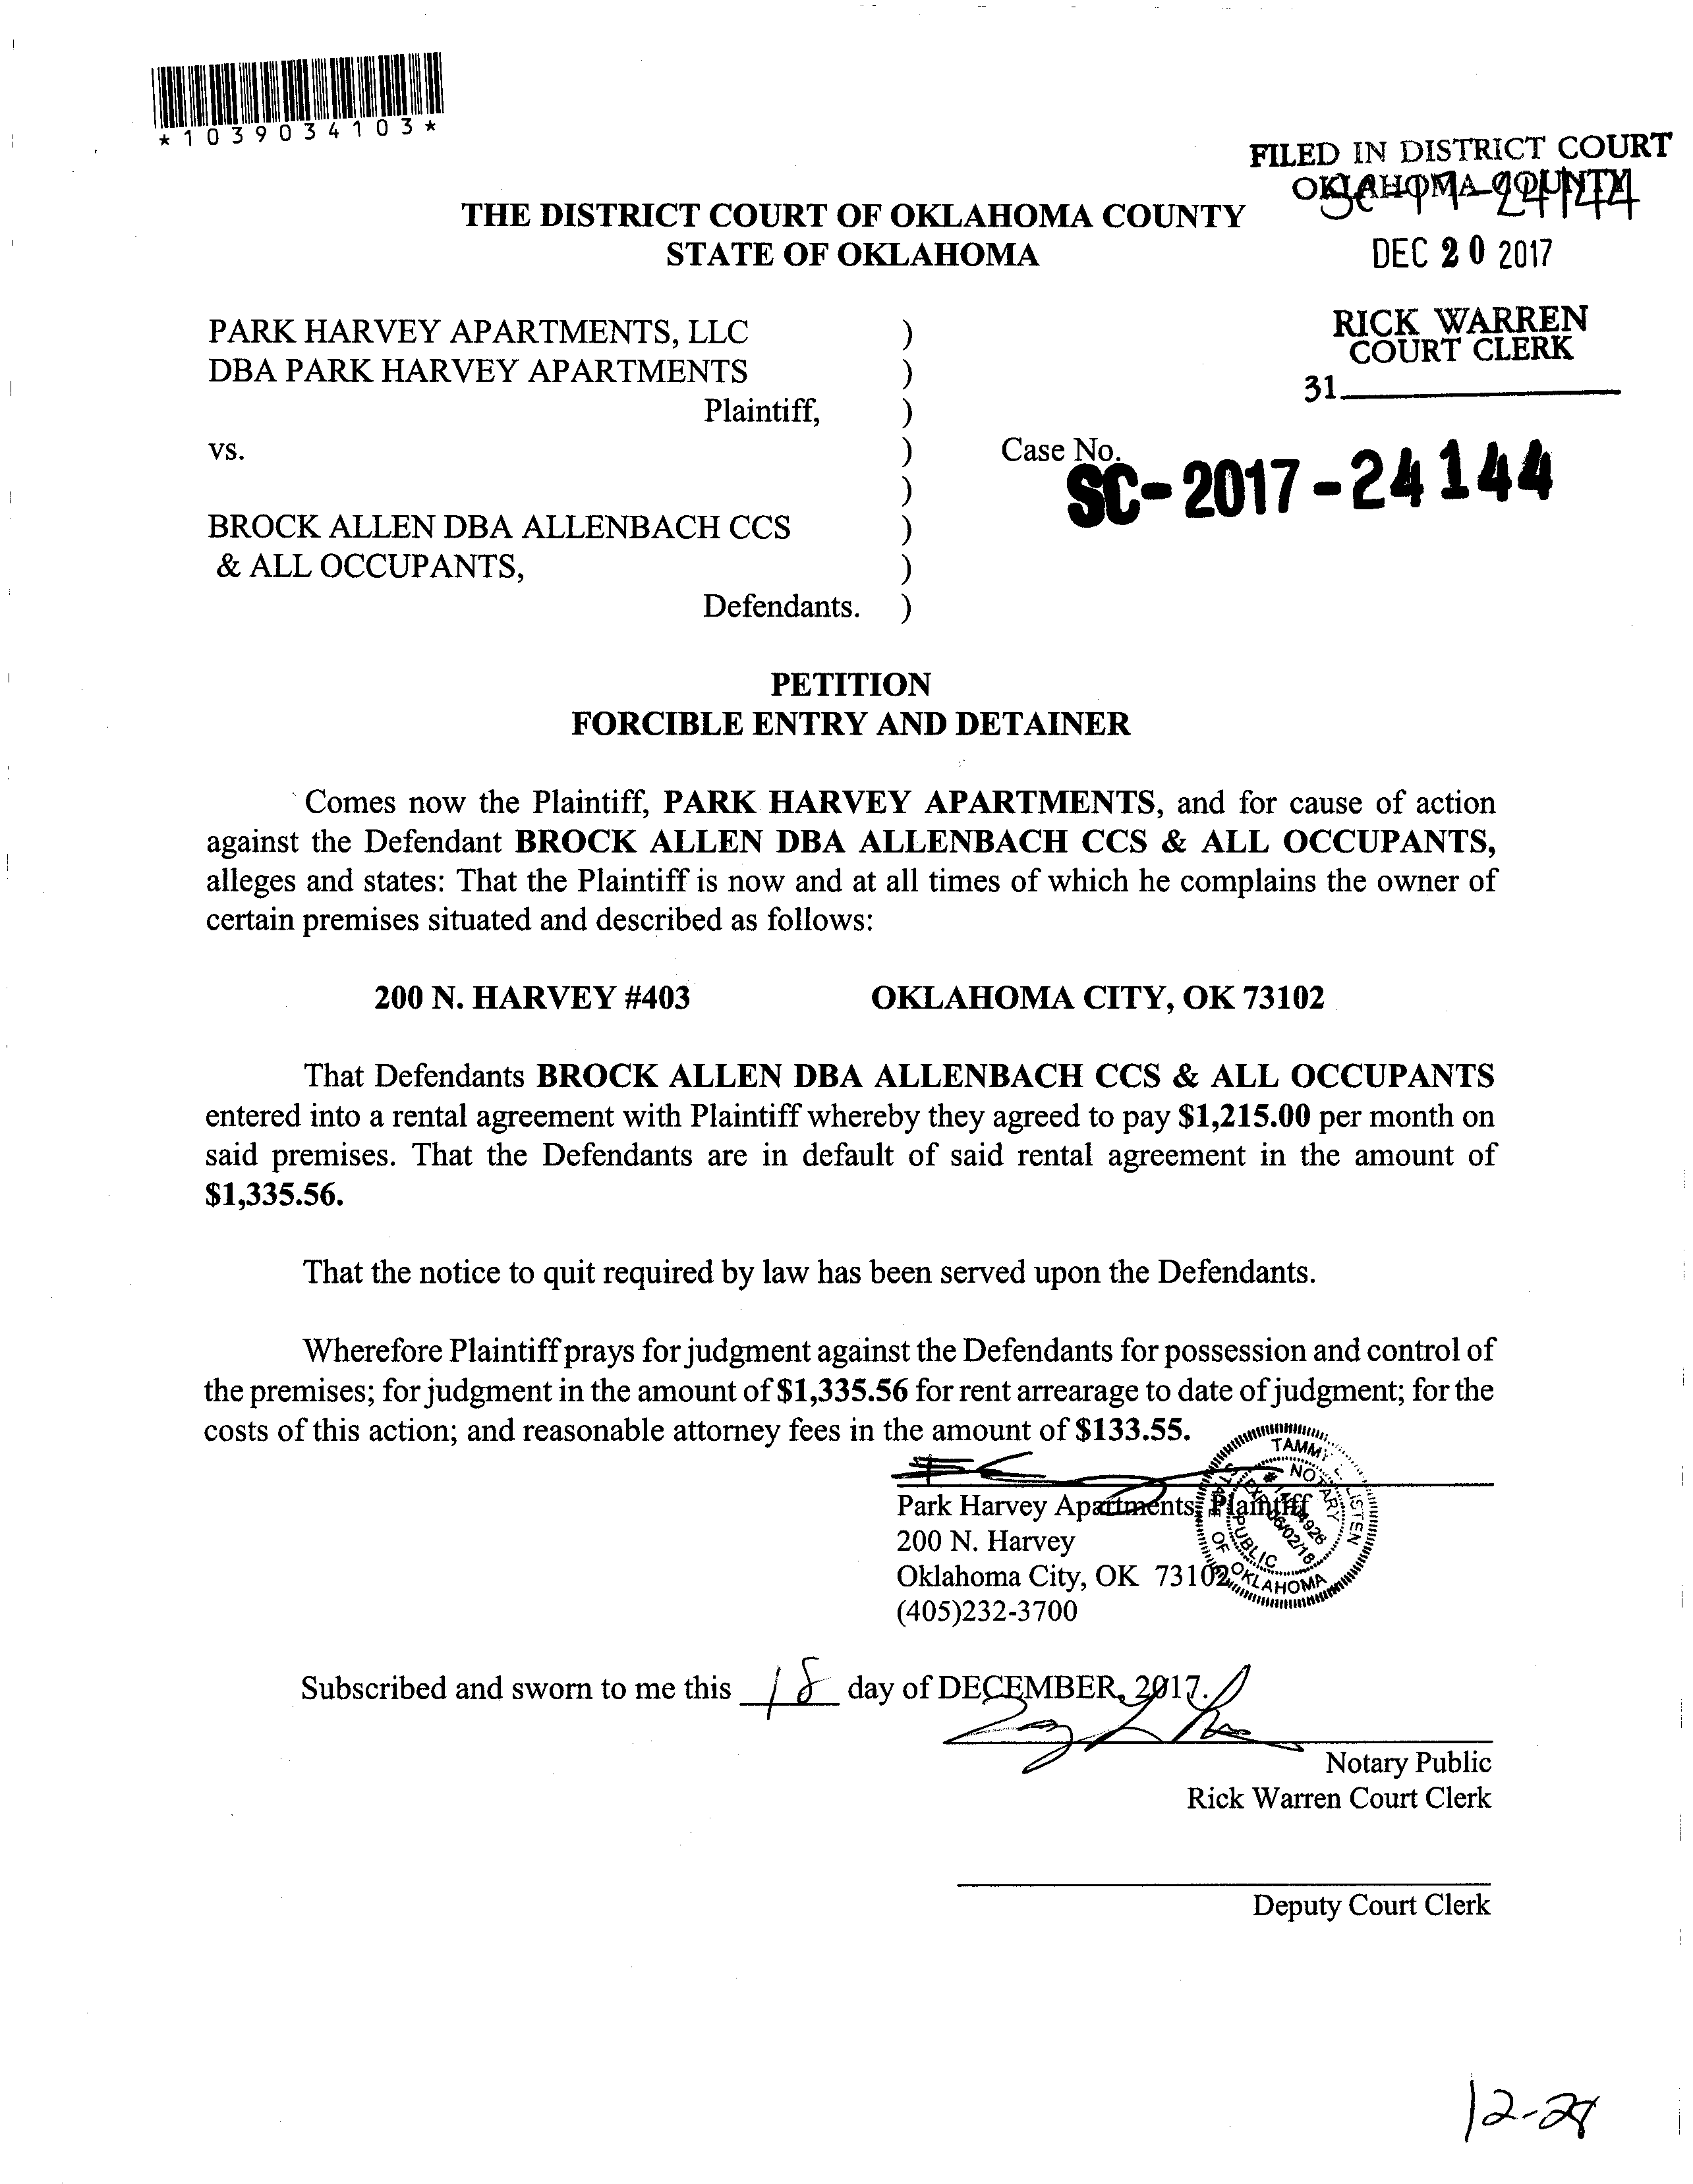 *1039034103*
FILED IN DISTRICT COURT
OKLAHOMA COUNTY
THE DISTRICT COURT OF OKLAHOMA COUNTY
STATE OF OKLAHOMA
DEC 20 2017
RICK WARREN
COURT CLERK
31
PARK HARVEY APARTMENTS, LLC )
DBA PARK HARVEY APARTMENTS )
Plaintiff, )
vs. ) Case No.
) SC-2017-24144
BROCK ALLEN DBA ALLENBACH CCS )
& ALL OCCUPANTS, )
Defendants. )
PETITION
FORCIBLE ENTRY AND DETAINER
Comes now the Plaintiff, PARK HARVEY APARTMENTS, and for cause of action
against the Defendant BROCK ALLEN DBA ALLENBACH CCS & ALL OCCUPANTS,
alleges and states: That the Plaintiff is now and at all times of which he complains the owner of
certain premises situated and described as follows:
200 N. HARVEY #403 OKLAHOMA CITY, OK 73102
That Defendants BROCK ALLEN DBA ALLENBACH CCS & ALL OCCUPANTS
entered into a rental agreement with Plaintiff whereby they agreed to pay $1,215.00 per month on
said premises. That the Defendants are in default of said rental agreement in the amount of
$1,335.56.
That the notice to quit required by law has been served upon the Defendants.
Wherefore Plaintiff prays for judgment against the Defendants for possession and control of
the premises; for judgment in the amount of $1,335.56 for rent arrearage to date of judgment; for the
costs of this action; and reasonable attorney fees in the amount of $133.55.
Park Harvey Apartments, Plaintiff
200 N. Harvey
Oklahoma City, OK 73102
(405)232-3700
TAMMY
NOTARY
PUBLIC
EXP. 06/02/18
STATE OF OKLAHOMA
Subscribed and sworn to me this 18 day of DECEMBER, 2017.
Notary Public
Rick Warren Court Clerk
Deputy Court Clerk